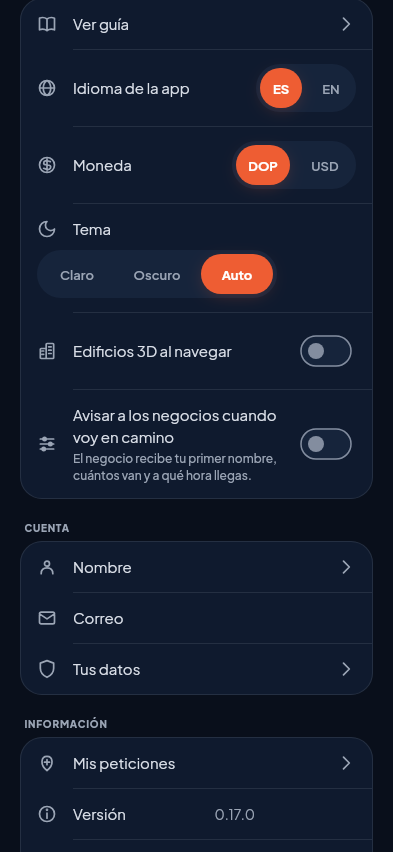 Ver guía
Idioma de la app
ES
EN
Moneda
DOP
USD
Tema
Claro
Oscuro
Auto
Edificios 3D al navegar
Avisar a los negocios cuando
voy en camino
El negocio recibe tu primer nombre,
cuántos van y a qué hora llegas.
CUENTA
Nombre
Correo
Tus datos
INFORMACIÓN
Mis peticiones
Versión
0.17.0